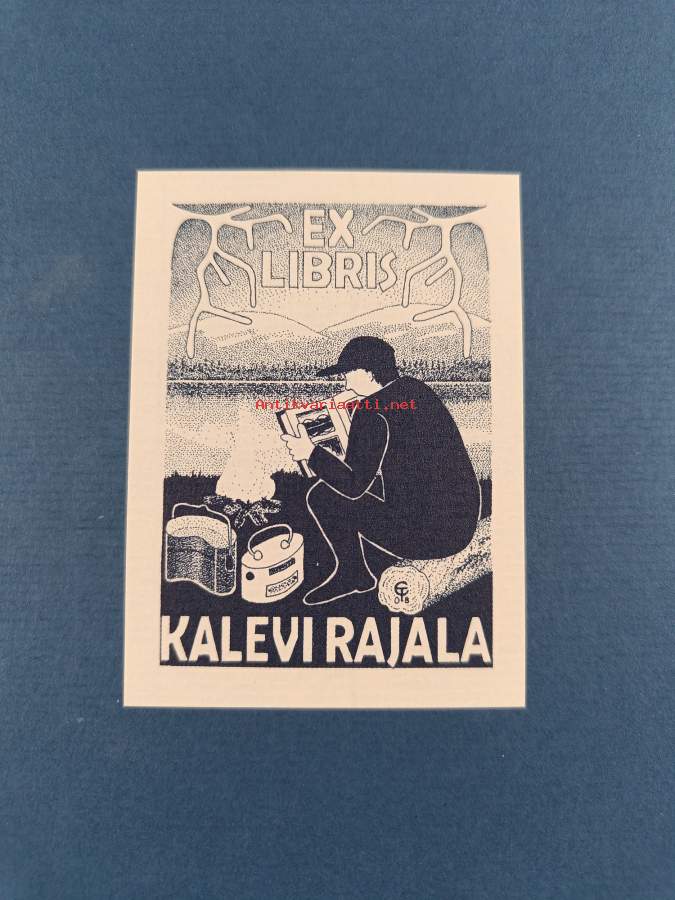 EX
LIBRIS
Antikvariaatti.net
KALEVI RAJALA